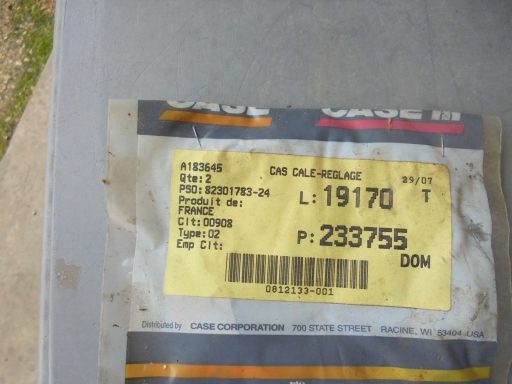 CASE CASE IH
A183645 CAS CALE-REGLAGE
Qte: 2 29/07
PSO: 82301783-24 L: 19170 T
Produit de:
FRANCE
Clt: 00908
Type: 02 P: 233755
Emp Clt: DOM
0812133-001
Distributed by CASE CORPORATION 700 STATE STREET RACINE, WI 53404 USA